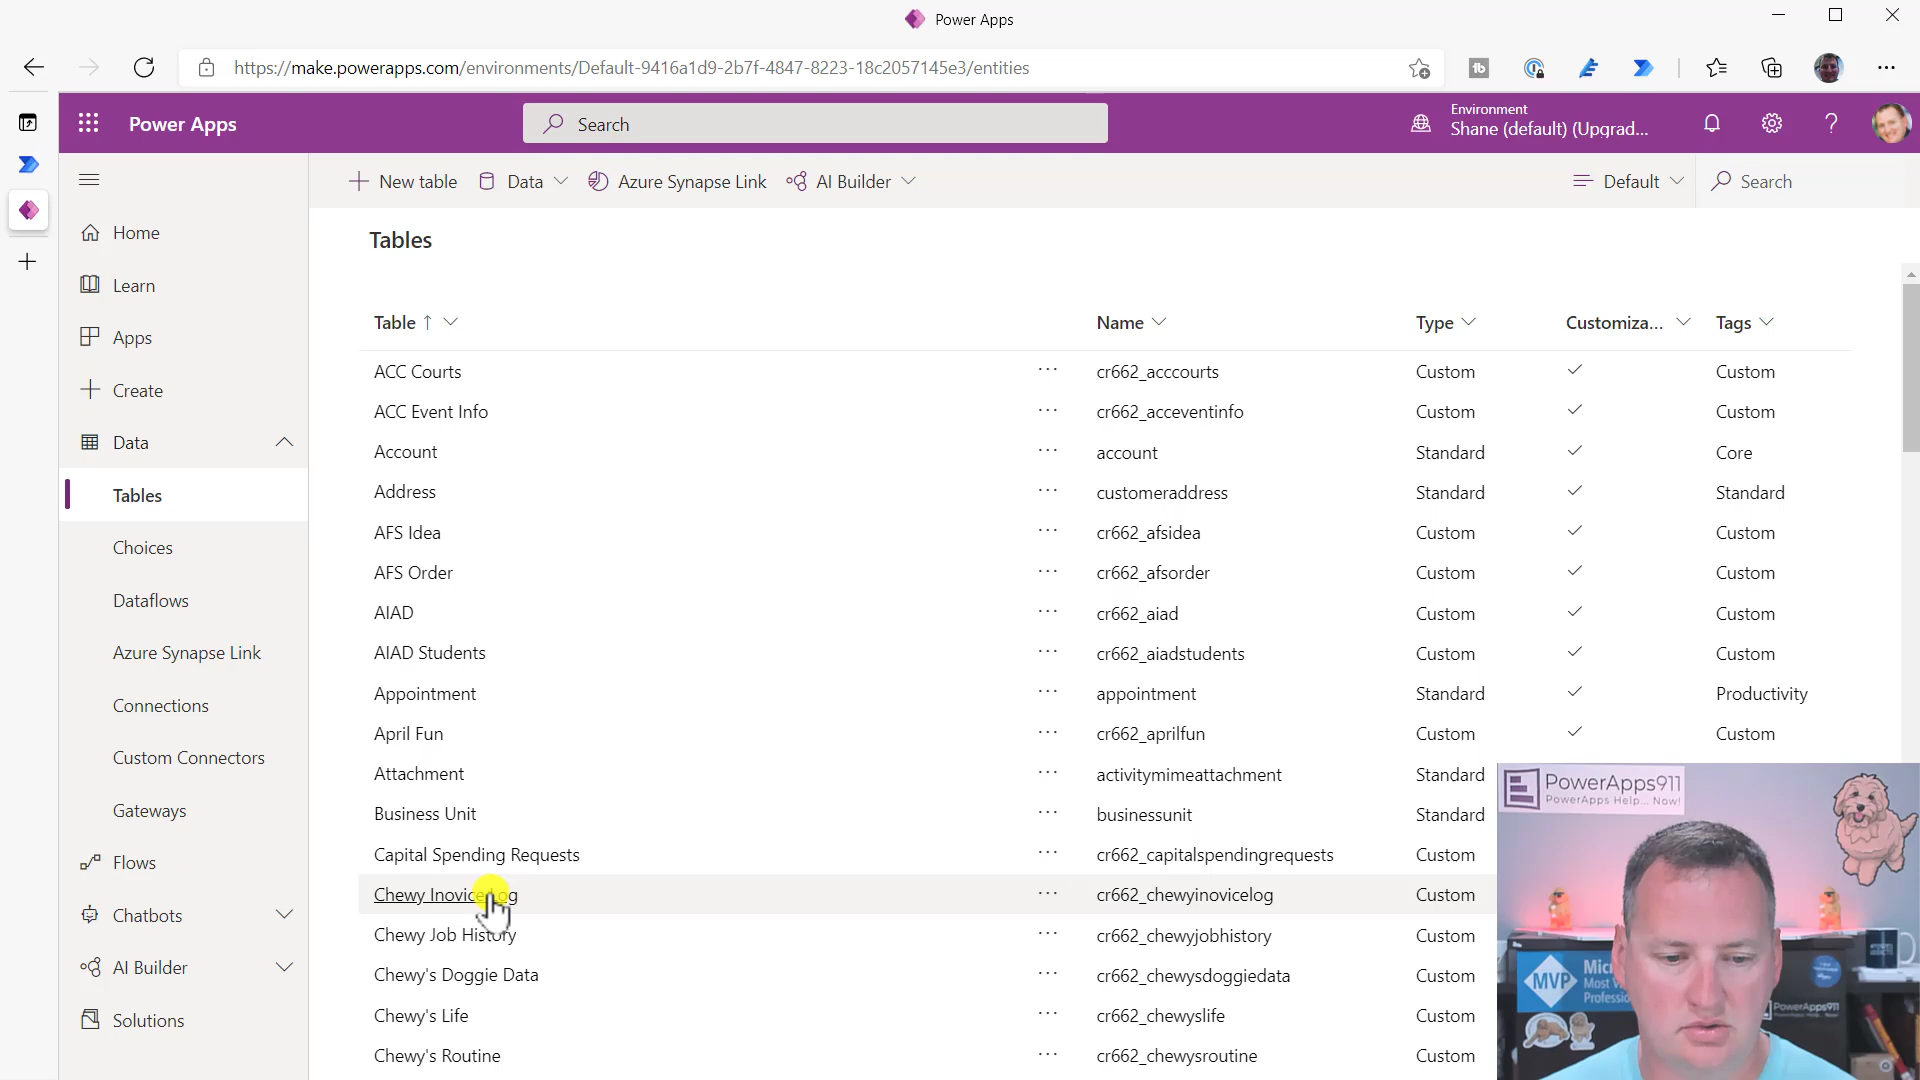 Power Apps
https://make.powerapps.com/environments/Default-9416a1d9-2b7f-4847-8223-18c2057145e3/entities
Power Apps
Search
Environment
Shane (default) (Upgrad...
New table
Data
Azure Synapse Link
AI Builder
Default
Search
Home
Learn
Apps
Create
Data
Tables
Choices
Dataflows
Azure Synapse Link
Connections
Custom Connectors
Gateways
Flows
Chatbots
AI Builder
Solutions
Tables
Table Name Type Customiza... Tags
ACC Courts cr662_acccourts Custom Custom
ACC Event Info cr662_acceventinfo Custom Custom
Account account Standard Core
Address customeraddress Standard Standard
AFS Idea cr662_afsidea Custom Custom
AFS Order cr662_afsorder Custom Custom
AIAD cr662_aiad Custom Custom
AIAD Students cr662_aiadstudents Custom Custom
Appointment appointment Standard Productivity
April Fun cr662_aprilfun Custom Custom
Attachment activitymimeattachment Standard
Business Unit businessunit Standard
Capital Spending Requests cr662_capitalspendingrequests Custom
Chewy InoviceLog cr662_chewyinovicelog Custom
Chewy Job History cr662_chewyjobhistory Custom
Chewy's Doggie Data cr662_chewysdoggiedata Custom
Chewy's Life cr662_chewyslife Custom
Chewy's Routine cr662_chewysroutine Custom
PowerApps911
PowerApps Help... Now!
MVP
Mic
Most V
Profession
PowerApps911